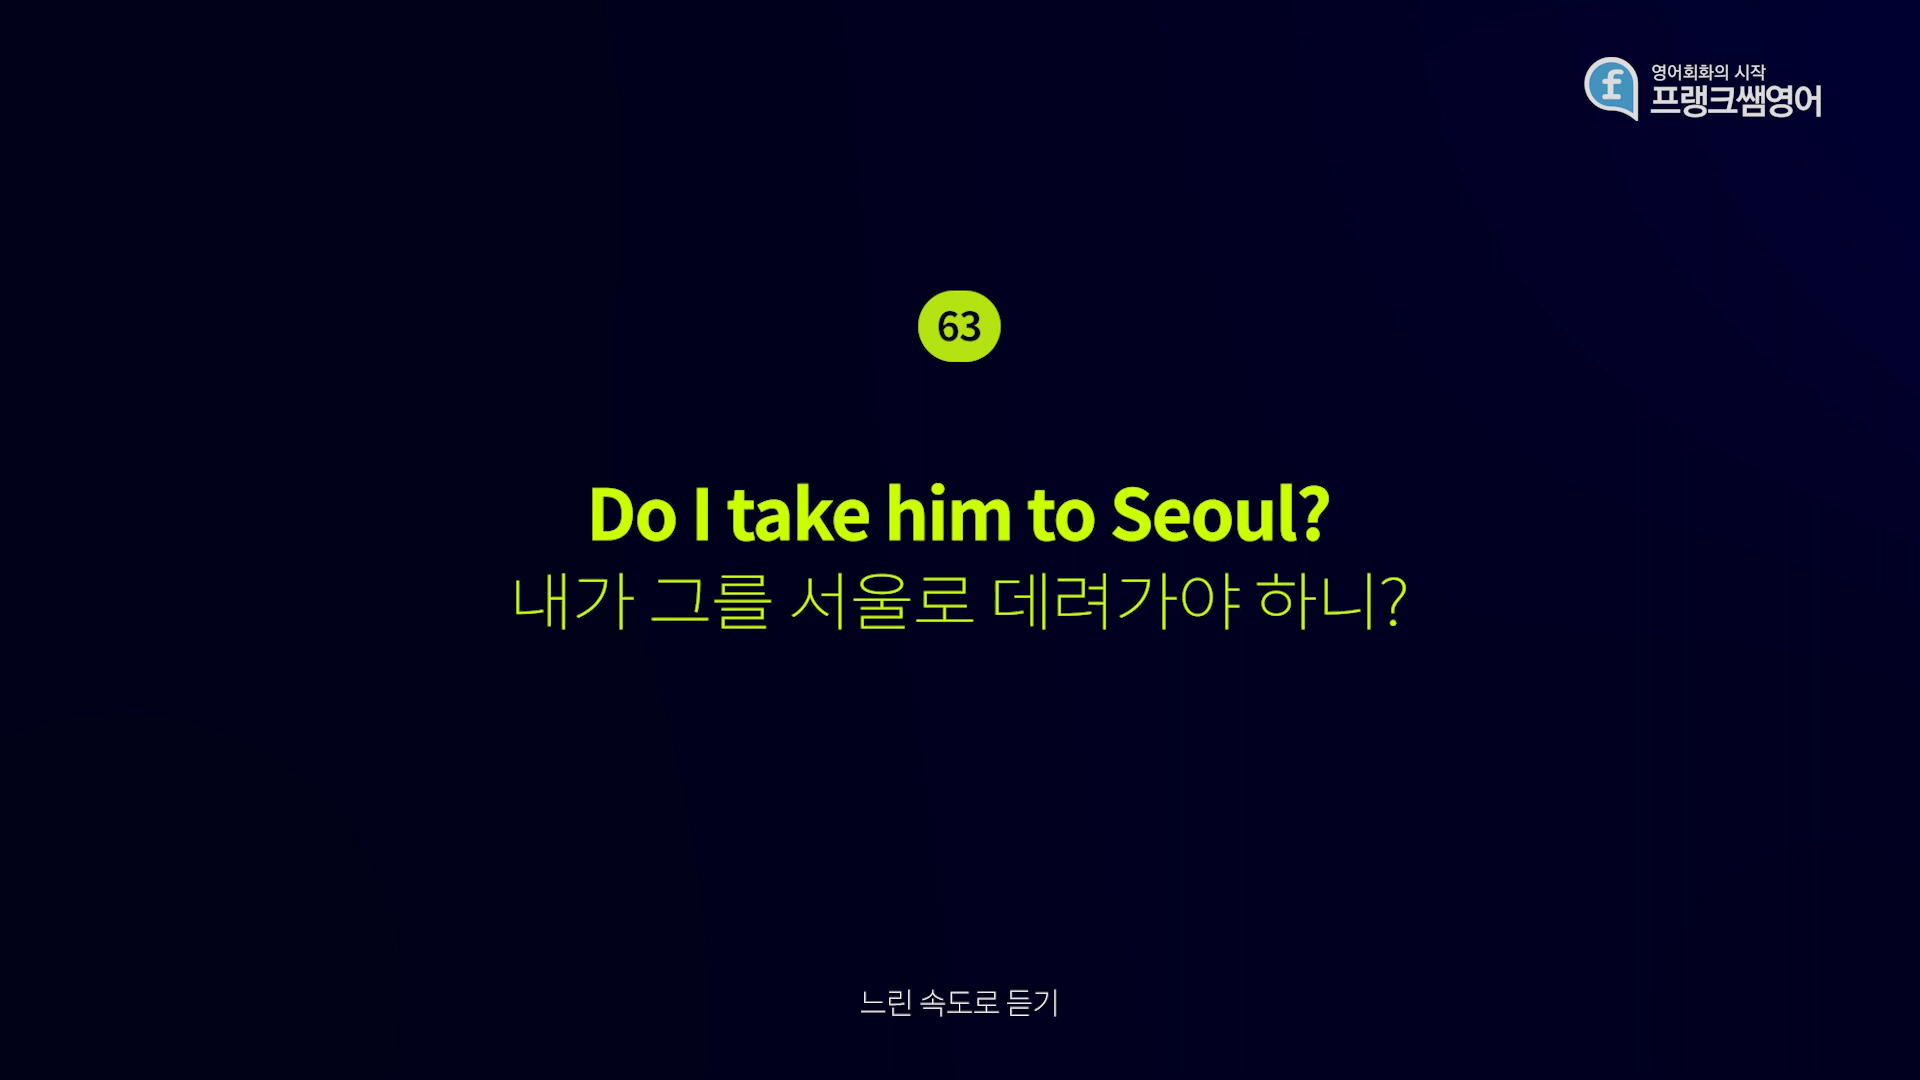 영어회화의 시작
프랭크쌤영어
63
Do I take him to Seoul?
내가 그를 서울로 데려가야 하니?
느린 속도로 듣기